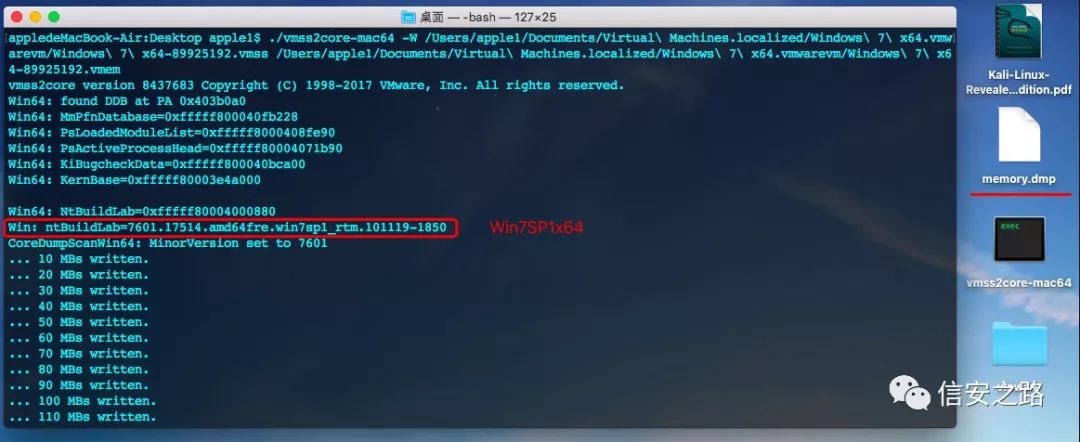 桌面 — -bash — 127×25
[appledeMacBook-Air:Desktop apple1$ ./vmss2core-mac64 -W /Users/apple1/Documents/Virtual\ Machines.localized/Windows\ 7\ x64.vmw
arevm/Windows\ 7\ x64-89925192.vmss /Users/apple1/Documents/Virtual\ Machines.localized/Windows\ 7\ x64.vmwarevm/Windows\ 7\ x6
4-89925192.vmem
vmss2core version 8437683 Copyright (C) 1998-2017 VMware, Inc. All rights reserved.
Win64: found DDB at PA 0x403b0a0
Win64: MmPfnDatabase=0xfffff800040fb228
Win64: PsLoadedModuleList=0xfffff8000408fe90
Win64: PsActiveProcessHead=0xfffff80004071b90
Win64: KiBugcheckData=0xfffff800040bca00
Win64: KernBase=0xfffff80003e4a000
Win64: NtBuildLab=0xfffff80004000880
Win: ntBuildLab=7601.17514.amd64fre.win7sp1_rtm.101119-1850
Win7SP1x64
CoreDumpScanWin64: MinorVersion set to 7601
... 10 MBs written.
... 20 MBs written.
... 30 MBs written.
... 40 MBs written.
... 50 MBs written.
... 60 MBs written.
... 70 MBs written.
... 80 MBs written.
... 90 MBs written.
... 100 MBs written.
... 110 MBs written.
Kali-Linux-
Reveale...dition.pdf
memory.dmp
exec
vmss2core-mac64
信安之路